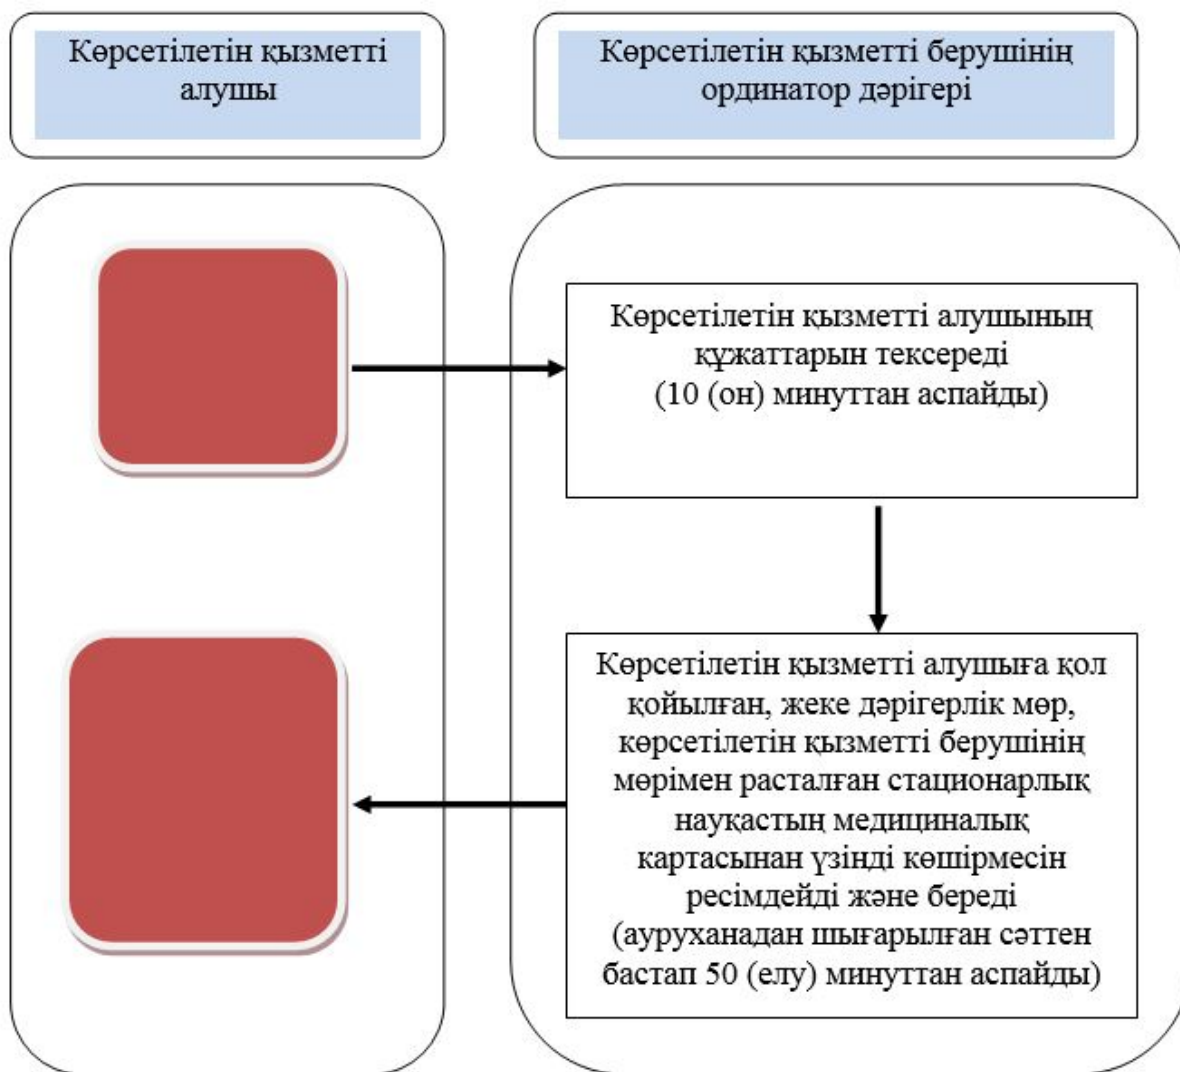 Көрсетілетін қызметті
алушы
Көрсетілетін қызметті берушінің
ординатор дәрігері
Көрсетілетін қызметті алушының
құжаттарын тексереді
(10 (он) минуттан аспайды)
Көрсетілетін қызметті алушыға қол
қойылған, жеке дәрігерлік мөр,
көрсетілетін қызметті берушінің
мөрімен расталған стационарлық
науқастың медициналық
картасынан үзінді көшірмесін
ресімдейді және береді
(ауруханадан шығарылған сәттен
бастап 50 (елу) минуттан аспайды)